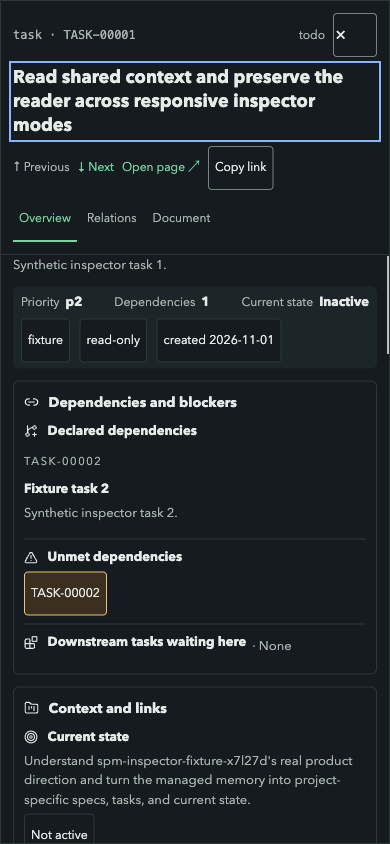 task · TASK-00001 todo ×
Read shared context and preserve the
reader across responsive inspector
modes
↑ Previous ↓ Next Open page ↗ Copy link
Overview Relations Document
Synthetic inspector task 1.
Priority p2 Dependencies 1 Current state Inactive
fixture read-only created 2026-11-01
Dependencies and blockers
Declared dependencies
TASK-00002
Fixture task 2
Synthetic inspector task 2.
Unmet dependencies
TASK-00002
Downstream tasks waiting here · None
Context and links
Current state
Understand spm-inspector-fixture-x7l27d's real product
direction and turn the managed memory into project-
specific specs, tasks, and current state.
Not active